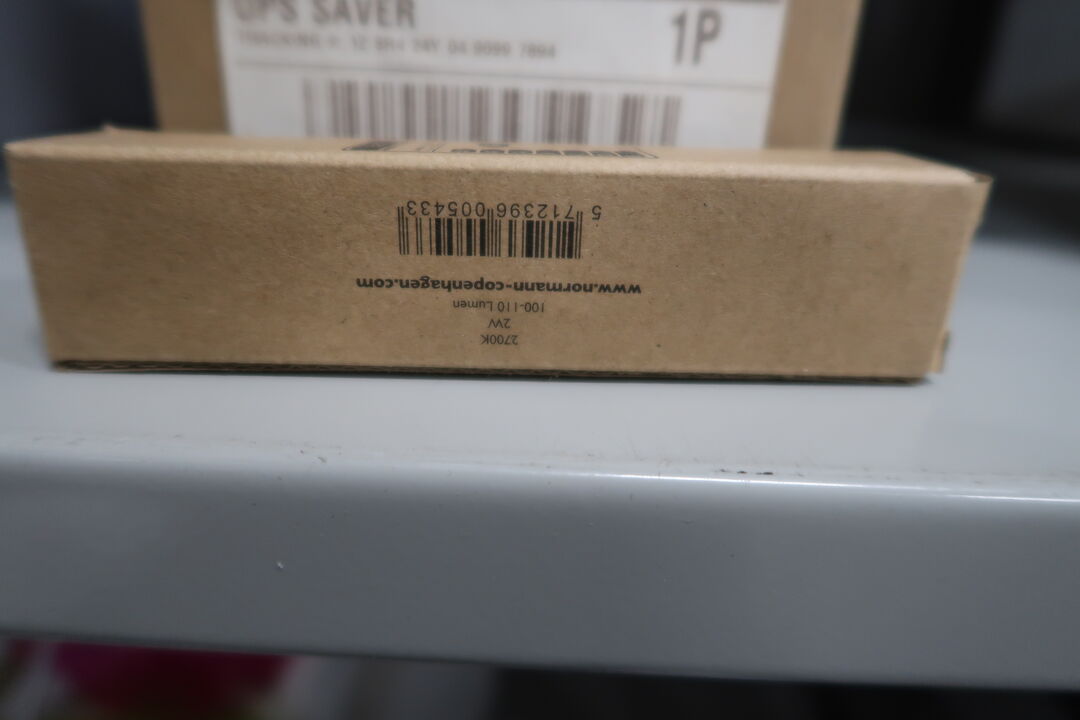 UPS SAVER
1P
2700K
2W
100-110 Lumen
www.normann-copenhagen.com
5 712396 005433